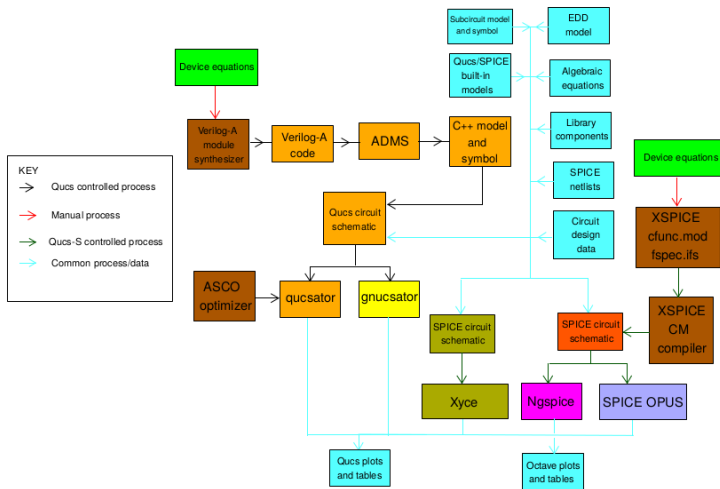 Subcircuit model
and symbol
EDD
model
Qucs/SPICE
built-in
models
Algebraic
equations
Device equations
Library
components
Verilog-A
module
synthesizer
Verilog-A
code
ADMS
C++ model
and
symbol
Device equations
KEY
Qucs controlled process
Manual process
Qucs-S controlled process
Common process/data
SPICE
netlists
Qucs circuit
schematic
Circuit
design
data
XSPICE
cfunc.mod
fspec.ifs
ASCO
optimizer
qucsator
gnucsator
SPICE circuit
schematic
SPICE circuit
schematic
XSPICE
CM
compiler
Xyce
Ngspice
SPICE OPUS
Qucs plots
and tables
Octave plots
and tables